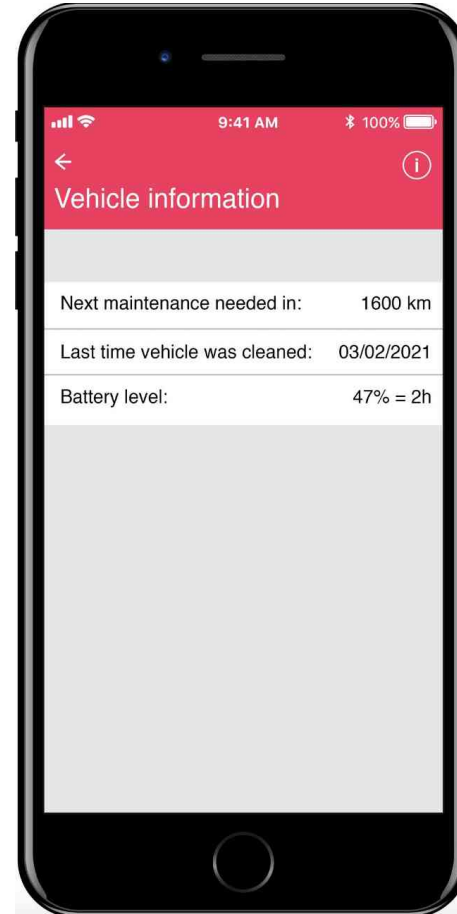 9:41 AM 100%
Vehicle information
Next maintenance needed in: 1600 km
Last time vehicle was cleaned: 03/02/2021
Battery level: 47% = 2h